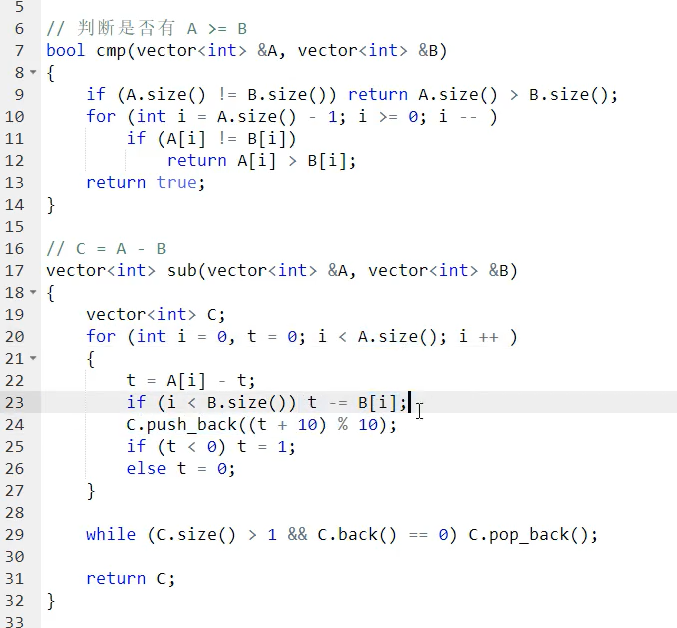 5
6 // 判断是否有 A >= B
7 bool cmp(vector<int> &A, vector<int> &B)
8 {
9     if (A.size() != B.size()) return A.size() > B.size();
10     for (int i = A.size() - 1; i >= 0; i -- )
11         if (A[i] != B[i])
12             return A[i] > B[i];
13     return true;
14 }
15
16 // C = A - B
17 vector<int> sub(vector<int> &A, vector<int> &B)
18 {
19     vector<int> C;
20     for (int i = 0, t = 0; i < A.size(); i ++ )
21     {
22         t = A[i] - t;
23         if (i < B.size()) t -= B[i];
24         C.push_back((t + 10) % 10);
25         if (t < 0) t = 1;
26         else t = 0;
27     }
28
29     while (C.size() > 1 && C.back() == 0) C.pop_back();
30
31     return C;
32 }
33